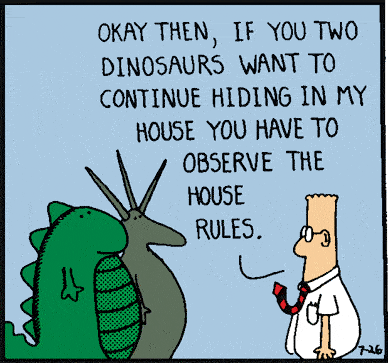 OKAY THEN, IF YOU TWO
DINOSAURS WANT TO
CONTINUE HIDING IN MY
HOUSE YOU HAVE TO
OBSERVE THE
HOUSE
RULES.
7-26